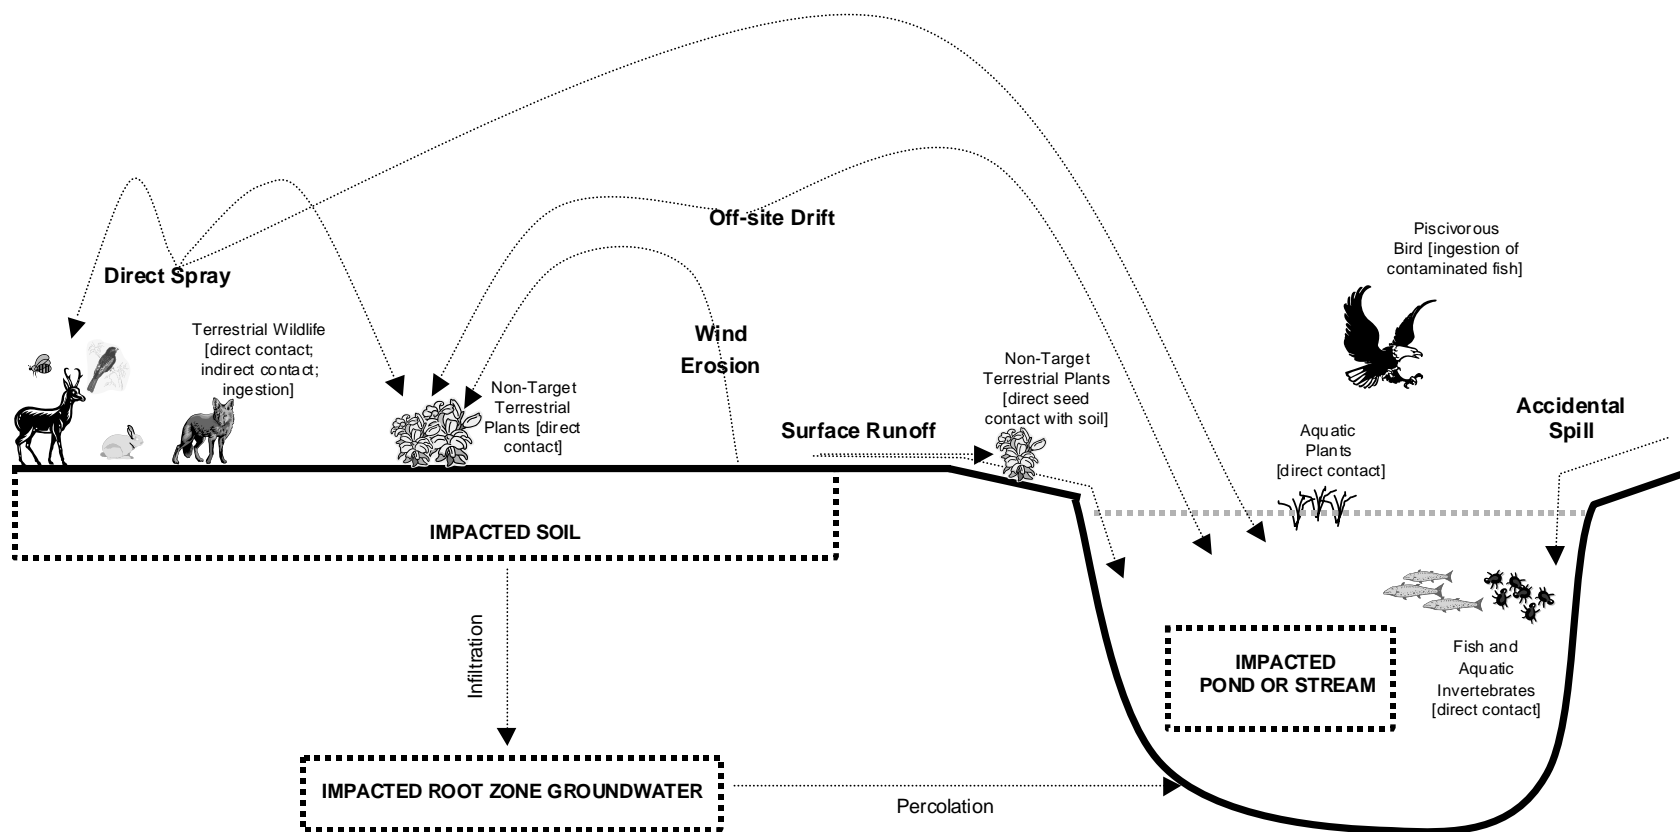 Off-site Drift
Direct Spray
Piscivorous
Bird [ingestion of
contaminated fish]
Terrestrial Wildlife
[direct contact;
indirect contact;
ingestion]
Wind
Erosion
Non-Target
Terrestrial
Plants [direct
contact]
Non-Target
Terrestrial Plants
[direct seed
contact with soil]
Surface Runoff
Aquatic
Plants
[direct contact]
Accidental
Spill
IMPACTED SOIL
Infiltration
IMPACTED
POND OR STREAM
Fish and
Aquatic
Invertebrates
[direct contact]
IMPACTED ROOT ZONE GROUNDWATER
Percolation